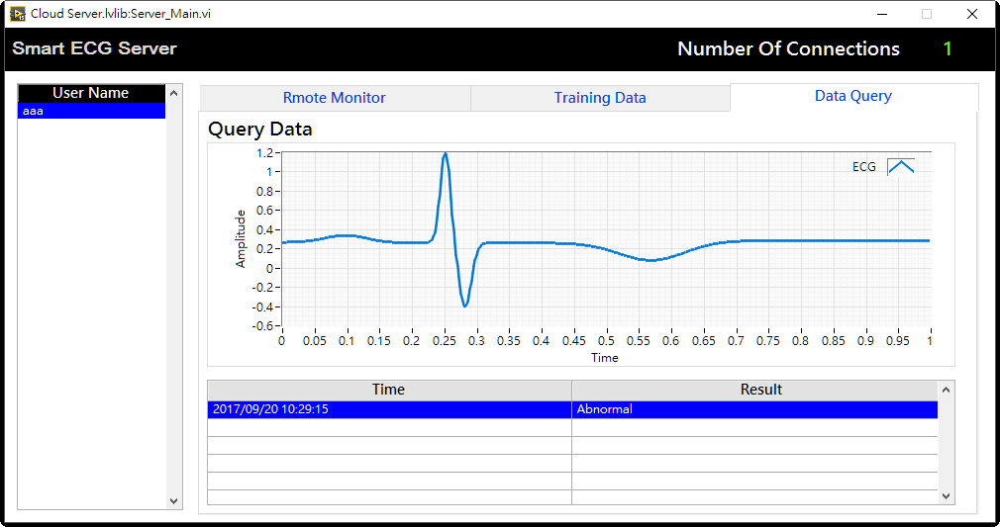 Cloud Server.lvlib:Server_Main.vi
Smart ECG Server
Number Of Connections 1
User Name
aaa
Rmote Monitor
Training Data
Data Query
Query Data
ECG
Amplitude
1.2
1
0.8
0.6
0.4
0.2
0
-0.2
-0.4
-0.6
0 0.05 0.1 0.15 0.2 0.25 0.3 0.35 0.4 0.45 0.5 0.55 0.6 0.65 0.7 0.75 0.8 0.85 0.9 0.95 1
Time
Time Result
2017/09/20 10:29:15 Abnormal